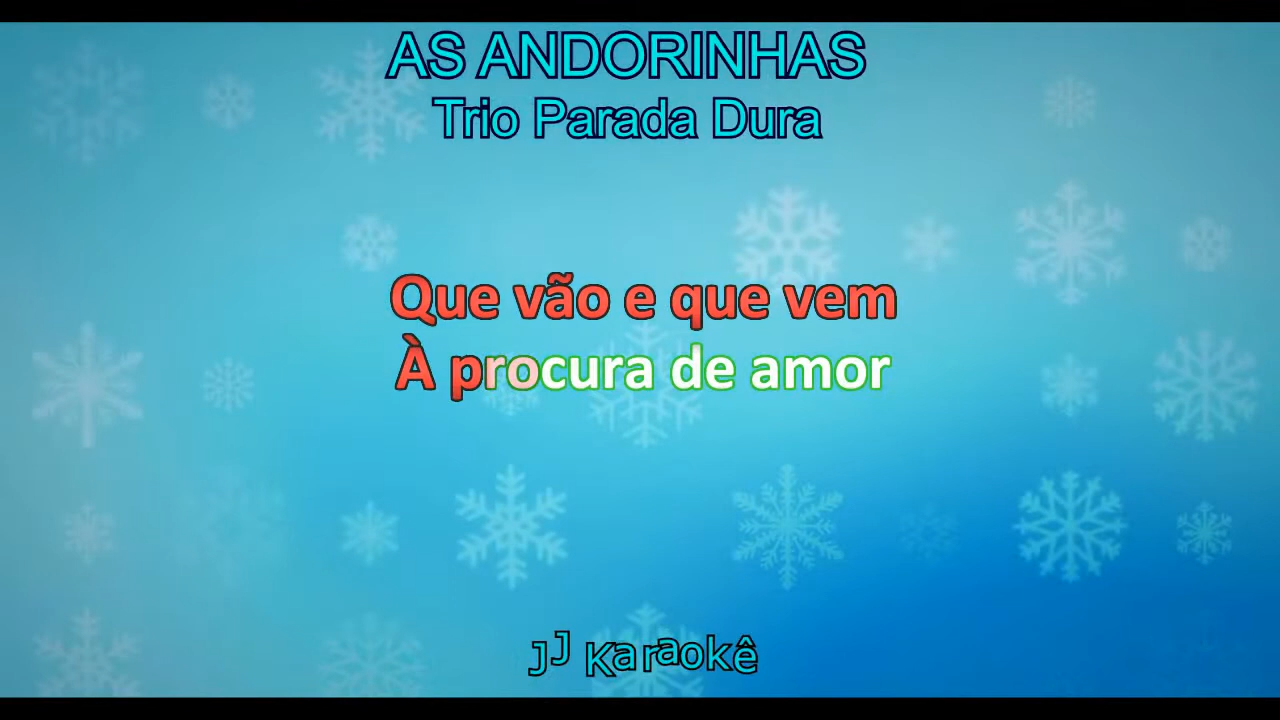 AS ANDORINHAS
Trio Parada Dura
Que vão e que vem
À procura de amor
JJ Karaokê